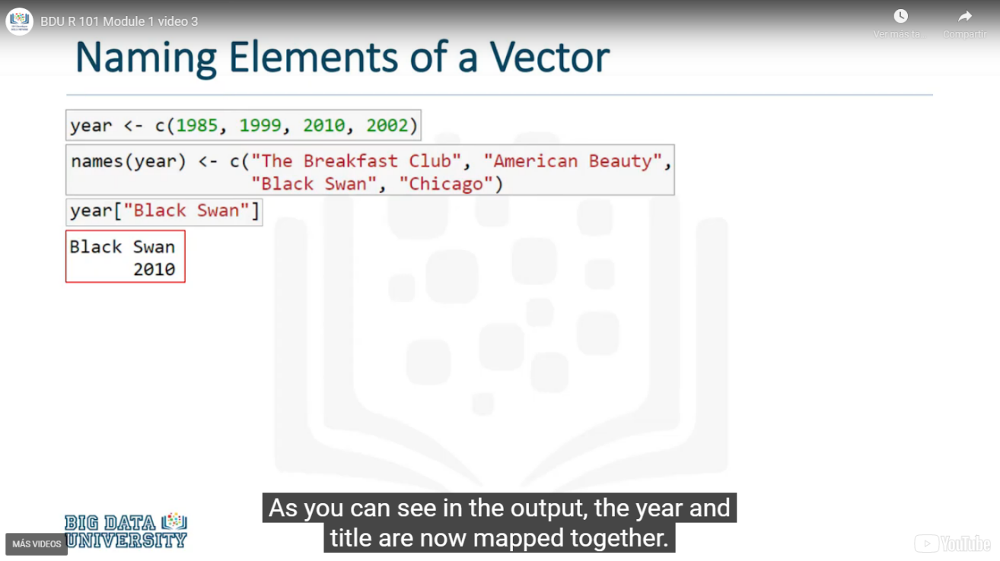 BDU R 101 Module 1 video 3
Ver más ta...
Compartir
Naming Elements of a Vector
year <- c(1985, 1999, 2010, 2002)
names(year) <- c("The Breakfast Club", "American Beauty",
"Black Swan", "Chicago")
year["Black Swan"]
Black Swan
2010
As you can see in the output, the year and
title are now mapped together.
BIG DATA
UNIVERSITY
MÁS VIDEOS
YouTube